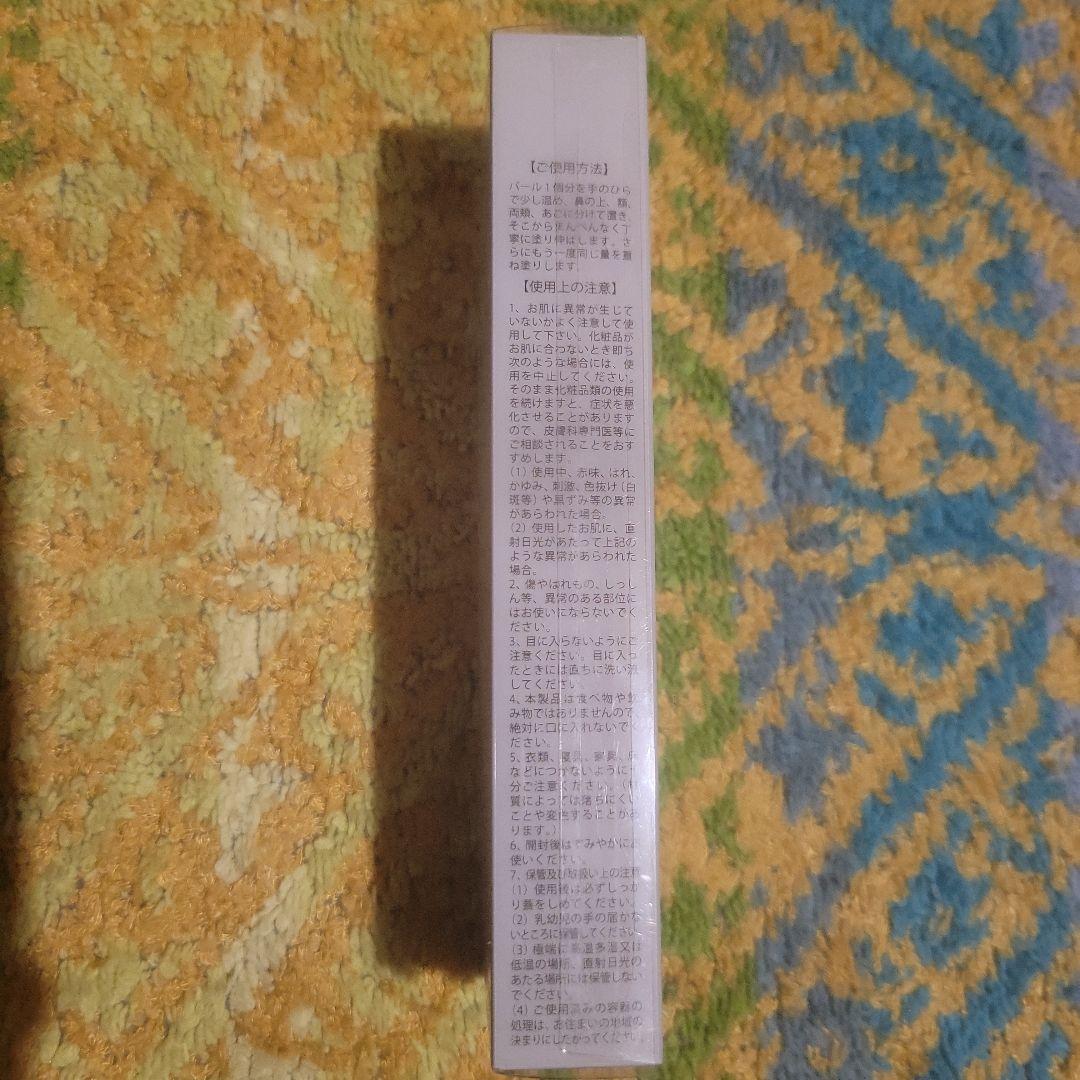 【ご使用方法】
パール1個分を手のひら
で少し温め、鼻の上、額、
両頬、あごに分けて置き、
そこからまんべんなく丁
寧に塗り伸ばします。さ
らにもう一度同じ量を重
ね塗りします。
【使用上の注意】
1、お肌に異常が生じて
いないかよく注意して使
用して下さい。化粧品が
お肌に合わないとき即ち
次のような場合には、使
用を中止してください。
そのまま化粧品類の使用
を続けますと、症状を悪
化させることがあります
ので、皮膚科専門医等に
ご相談されることをおす
すめします。
(1)使用中、赤味、はれ、
かゆみ、刺激、色抜け(白
斑等)や黒ずみ等の異常
があらわれた場合。
(2)使用したお肌に、直
射日光があたって上記の
ような異常があらわれた
場合。
2、傷やはれもの、しっし
ん等、異常のある部位に
はお使いにならないでく
ださい。
3、目に入らないようにご
注意ください。目に入っ
たときには直ちに洗い流
してください。
4、本製品は食べ物や飲
み物ではありませんので、
絶対に口に入れないでく
ださい。
5、衣類、寝具、家具、床
などにつかないように十
分ご注意ください。(材
質によっては落ちにくい
ことや変色することがあ
ります。)
6、開封後はすみやかにお
使いください。
7、保管及び取扱い上の注意
(1)使用後は必ずしっか
り蓋をしめてください。
(2)乳幼児の手の届かな
いところに保管してください。
(3)極端に高温多湿又は
低温の場所、直射日光の
あたる場所には保管しない
でください。
(4)ご使用済みの容器の
処理は、お住まいの地域の
決まりにしたがってください。